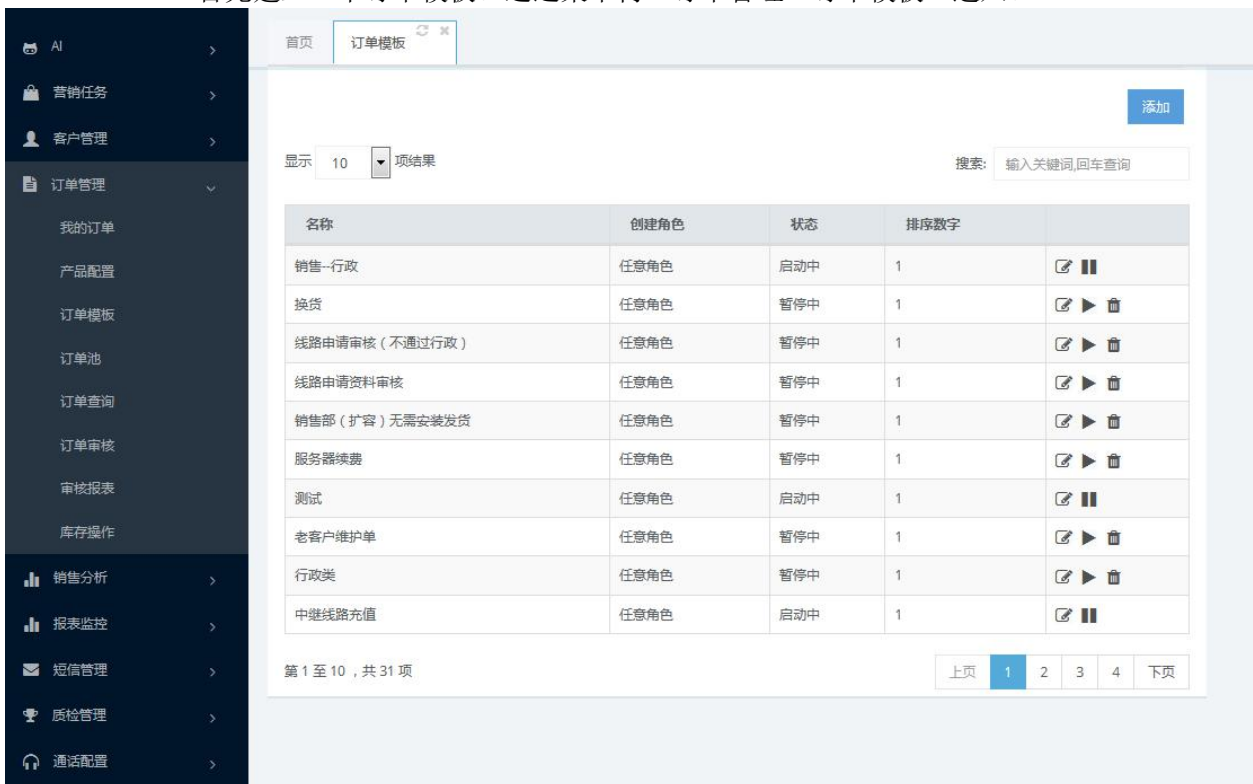 AI
营销任务
客户管理
订单管理
我的订单
产品配置
订单模板
订单池
订单查询
订单审核
审核报表
库存操作
销售分析
报表监控
短信管理
质检管理
通话配置
首页 订单模板
添加
显示 10 项结果 搜索: 输入关键词,回车查询
名称 创建角色 状态 排序数字
销售--行政 任意角色 启动中 1
换货 任意角色 暂停中 1
线路申请审核（不通过行政） 任意角色 暂停中 1
线路申请资料审核 任意角色 暂停中 1
销售部（扩容）无需安装发货 任意角色 暂停中 1
服务器续费 任意角色 暂停中 1
测试 任意角色 启动中 1
老客户维护单 任意角色 暂停中 1
行政类 任意角色 暂停中 1
中继线路充值 任意角色 启动中 1
第 1 至 10 ，共 31 项 上页 1 2 3 4 下页